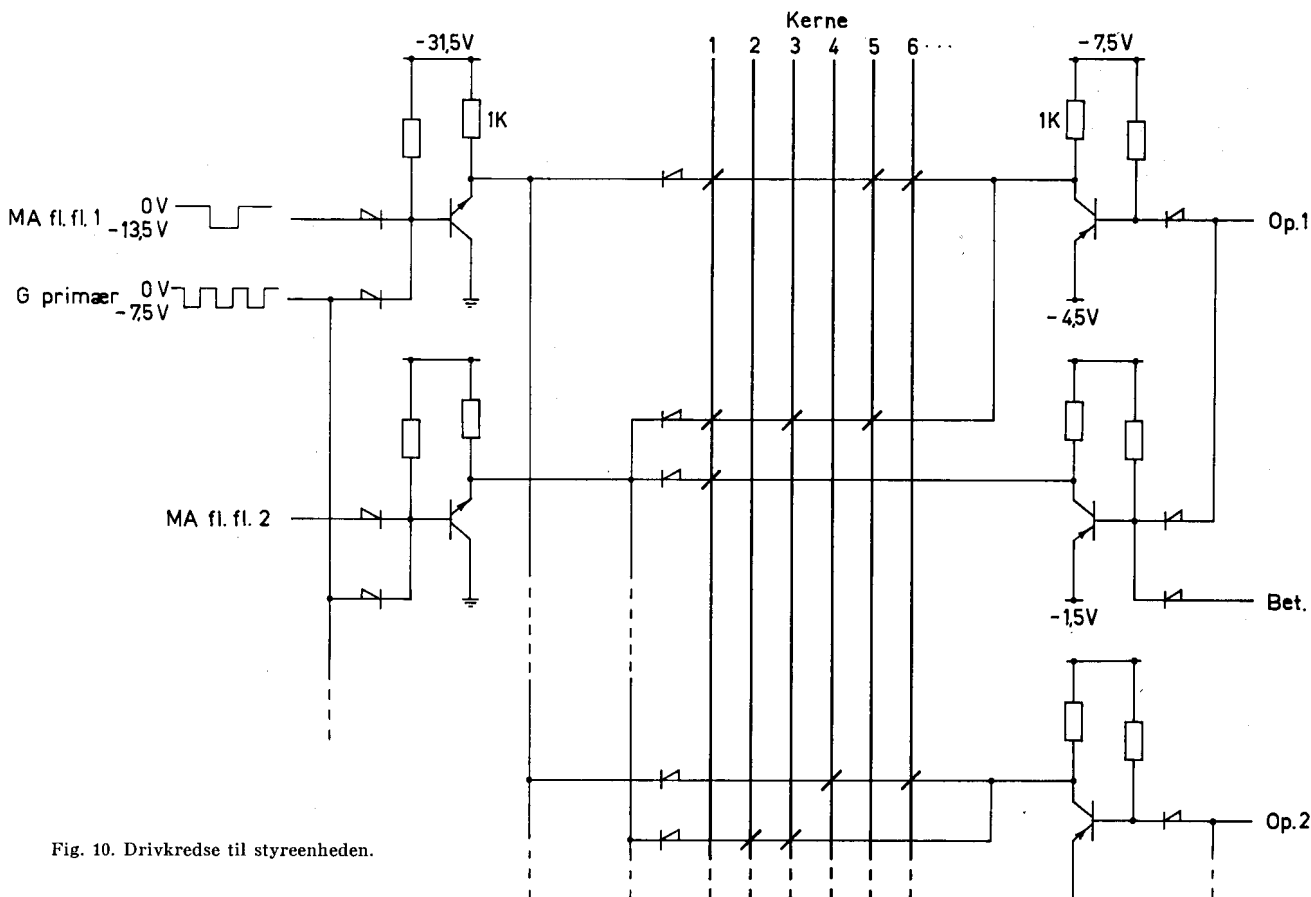 Kerne
1 2 3 4 5 6 ...
-31,5V
-7,5V
1K
1K
MA fl. fl. 1
0V
-13,5V
Op.1
G primær
0V
-7,5V
-4,5V
MA fl. fl. 2
Bet.
-1,5V
Op.2
Fig. 10. Drivkredse til styreenheden.